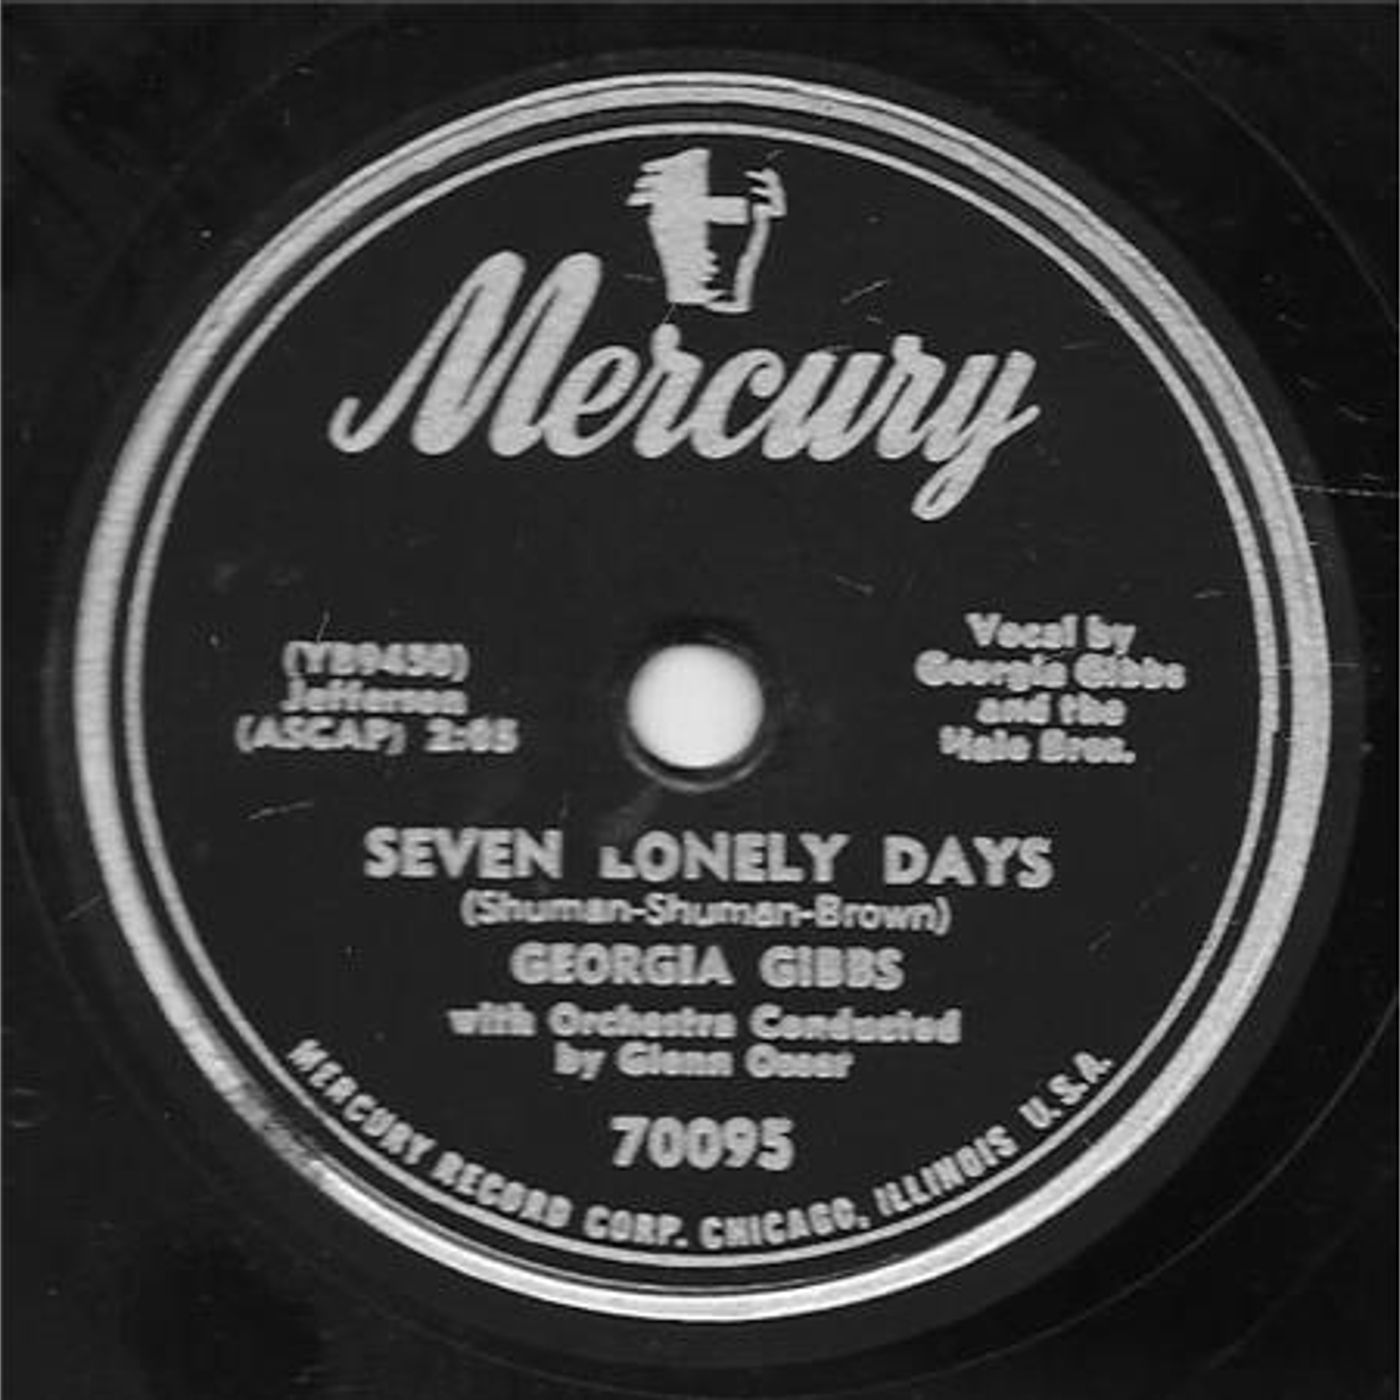 Mercury
(YB9450)
Jefferson
(ASCAP) 2:05
Vocal by
Georgia Gibbs
and the
Hale Bros.
SEVEN LONELY DAYS
(Shuman-Shuman-Brown)
GEORGIA GIBBS
with Orchestra Conducted
by Glenn Osser
70095
MERCURY RECORD CORP. CHICAGO, ILLINOIS U.S.A.